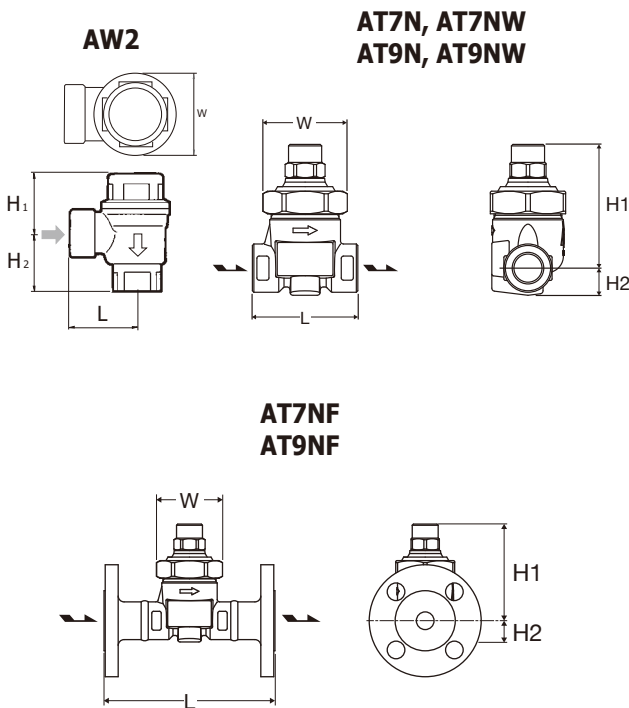 AW2
W
H1
H2
L
AT7N, AT7NW
AT9N, AT9NW
W
L
H1
H2
AT7NF
AT9NF
W
L
H1
H2